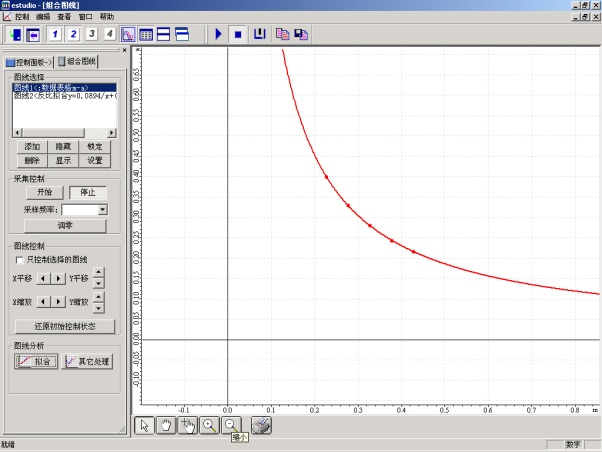 estudio - [组合图线]
控制 编辑 查看 窗口 帮助
1 2 3 4
控制面板-> 组合图线
图线选择
图线1<;数据表格m-a>
图线2<反比拟合y=0.0894/x+(
添加 隐藏 锁定
删除 显示 设置
采集控制
开始 停止
采样频率:
调零
图线控制
只控制选择的图线
X平移 Y平移
X缩放 Y缩放
还原初始控制状态
图线分析
拟合 其它处理
a
0.65
0.60
0.55
0.50
0.45
0.40
0.35
0.30
0.25
0.20
0.15
0.10
0.05
0.00
-0.05
-0.10
-0.1 0.0 0.1 0.2 0.3 0.4 0.5 0.6 0.7 0.8 m
缩小
就绪 数字